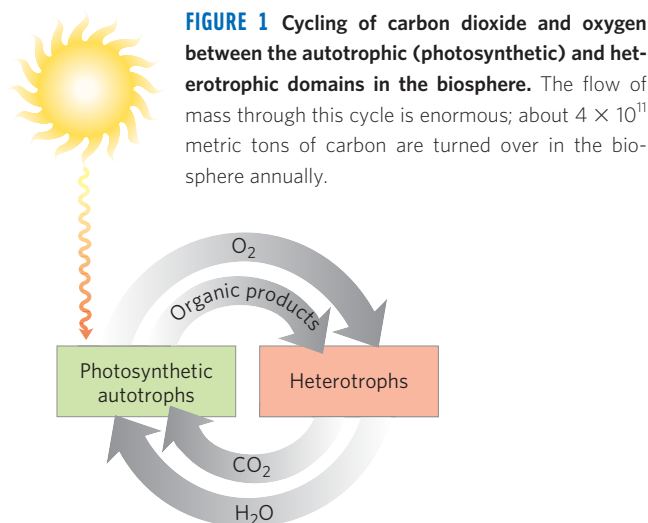 FIGURE 1 Cycling of carbon dioxide and oxygen
between the autotrophic (photosynthetic) and het-
erotrophic domains in the biosphere. The flow of
mass through this cycle is enormous; about 4 × 10¹¹
metric tons of carbon are turned over in the bio-
sphere annually.
O₂
Organic products
Photosynthetic
autotrophs
Heterotrophs
CO₂
H₂O